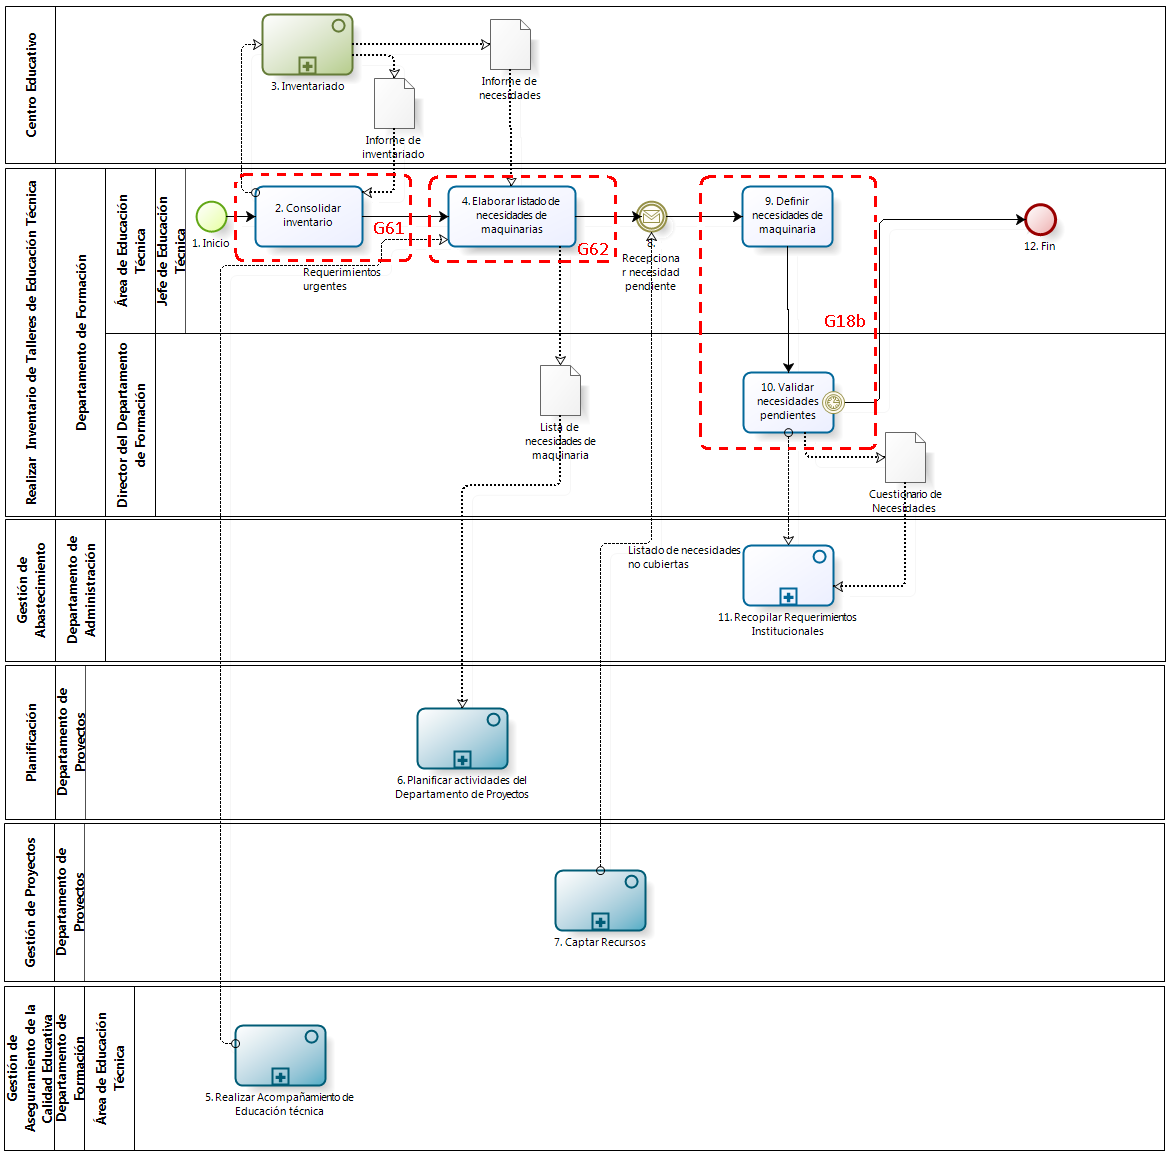 Centro Educativo
3. Inventariado
Informe de
necesidades
Informe de
inventariado
Realizar Inventario de Talleres de Educación Técnica
Departamento de Formación
Área de Educación
Técnica
Jefe de Educación
Técnica
1. Inicio
2. Consolidar
inventario
G61
4. Elaborar listado de
necesidades de
maquinarias
G62
Requerimientos
urgentes
8.
Recepciona
r necesidad
pendiente
9. Definir
necesidades de
maquinaria
12. Fin
G18b
Director del Departamento
de Formación
Lista de
necesidades de
maquinaria
10. Validar
necesidades
pendientes
Cuestionario de
Necesidades
Gestión de
Abastecimiento
Departamento de
Administración
Listado de necesidades
no cubiertas
11. Recopilar Requerimientos
Institucionales
Planificación
Departamento de
Proyectos
6. Planificar actividades del
Departamento de Proyectos
Gestión de Proyectos
Departamento de
Proyectos
7. Captar Recursos
Gestión de
Aseguramiento de la
Calidad Educativa
Departamento de
Formación
Área de Educación
Técnica
5. Realizar Acompañamiento de
Educación técnica